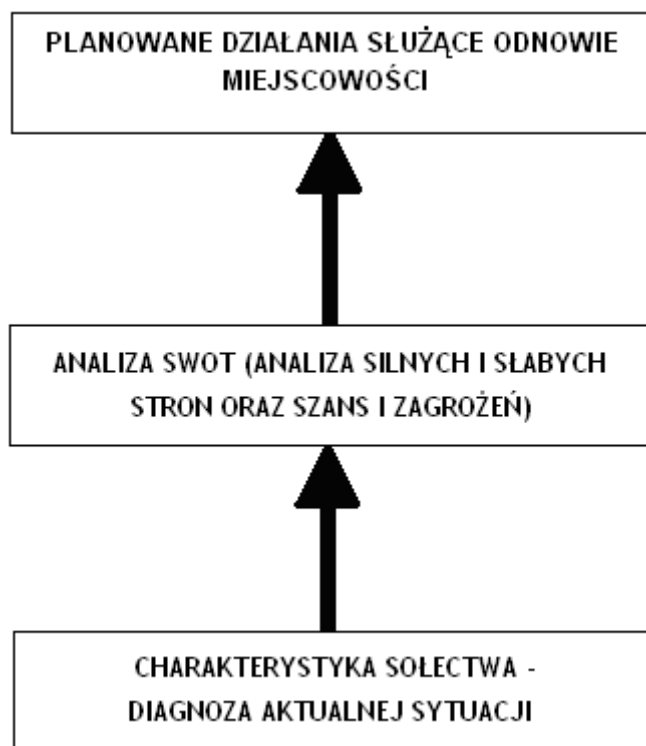 PLANOWANE DZIAŁANIA SŁUŻĄCE ODNOWIE
MIEJSCOWOŚCI
ANALIZA SWOT (ANALIZA SILNYCH I SŁABYCH
STRON ORAZ SZANS I ZAGROŻEŃ)
CHARAKTERYSTYKA SOŁECTWA -
DIAGNOZA AKTUALNEJ SYTUACJI